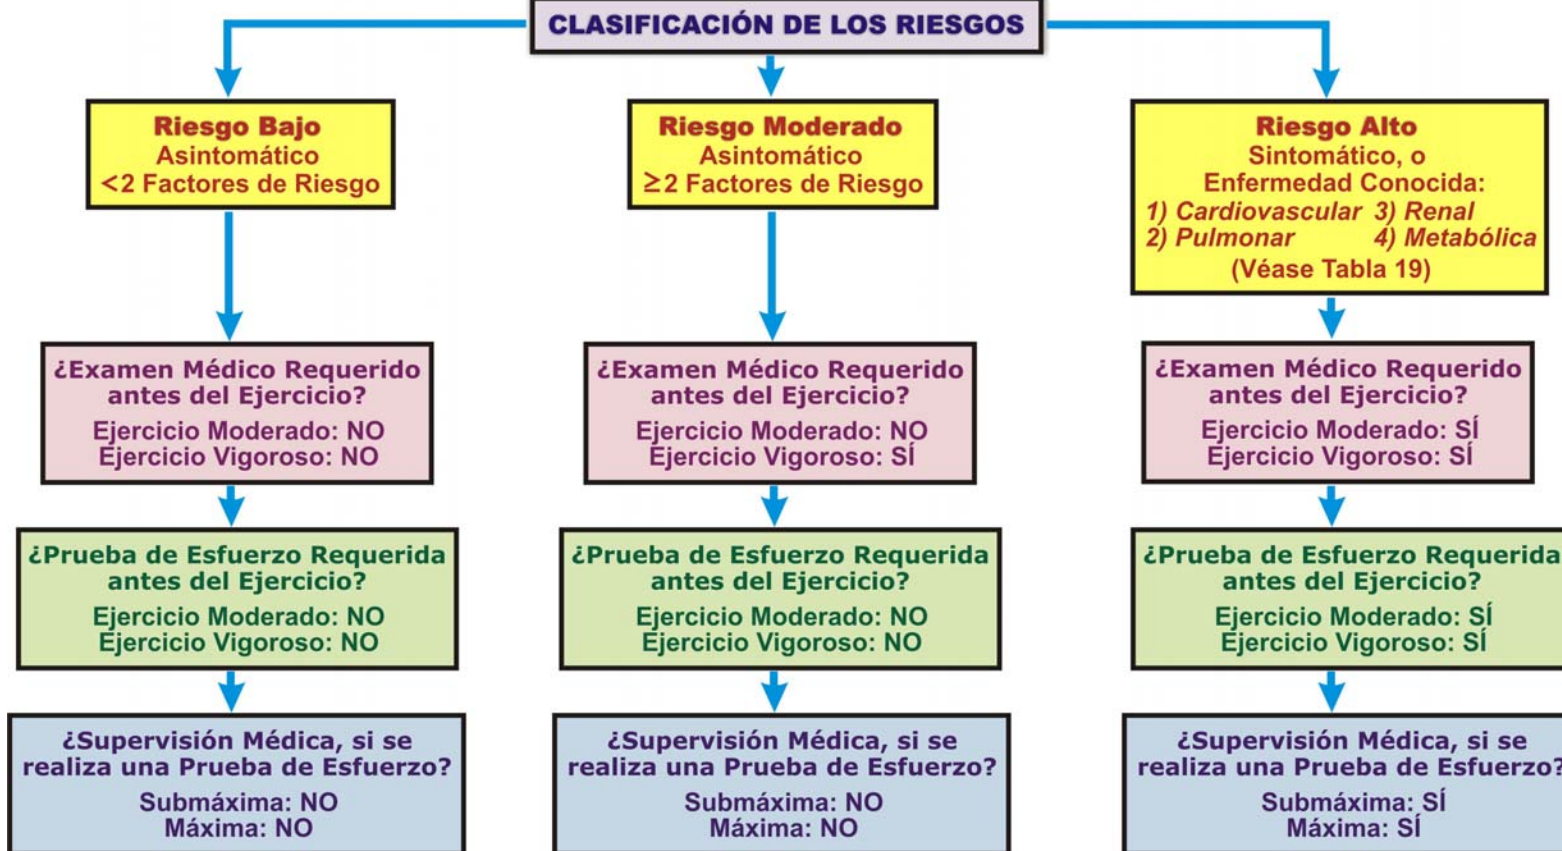 CLASIFICACIÓN DE LOS RIESGOS
Riesgo Bajo
Asintomático
<2 Factores de Riesgo
¿Examen Médico Requerido
antes del Ejercicio?
Ejercicio Moderado: NO
Ejercicio Vigoroso: NO
¿Prueba de Esfuerzo Requerida
antes del Ejercicio?
Ejercicio Moderado: NO
Ejercicio Vigoroso: NO
¿Supervisión Médica, si se
realiza una Prueba de Esfuerzo?
Submáxima: NO
Máxima: NO
Riesgo Moderado
Asintomático
≥2 Factores de Riesgo
¿Examen Médico Requerido
antes del Ejercicio?
Ejercicio Moderado: NO
Ejercicio Vigoroso: SÍ
¿Prueba de Esfuerzo Requerida
antes del Ejercicio?
Ejercicio Moderado: NO
Ejercicio Vigoroso: NO
¿Supervisión Médica, si se
realiza una Prueba de Esfuerzo?
Submáxima: NO
Máxima: NO
Riesgo Alto
Sintomático, o
Enfermedad Conocida:
1) Cardiovascular 3) Renal
2) Pulmonar 4) Metabólica
(Véase Tabla 19)
¿Examen Médico Requerido
antes del Ejercicio?
Ejercicio Moderado: SÍ
Ejercicio Vigoroso: SÍ
¿Prueba de Esfuerzo Requerida
antes del Ejercicio?
Ejercicio Moderado: SÍ
Ejercicio Vigoroso: SÍ
¿Supervisión Médica, si se
realiza una Prueba de Esfuerzo?
Submáxima: SÍ
Máxima: SÍ